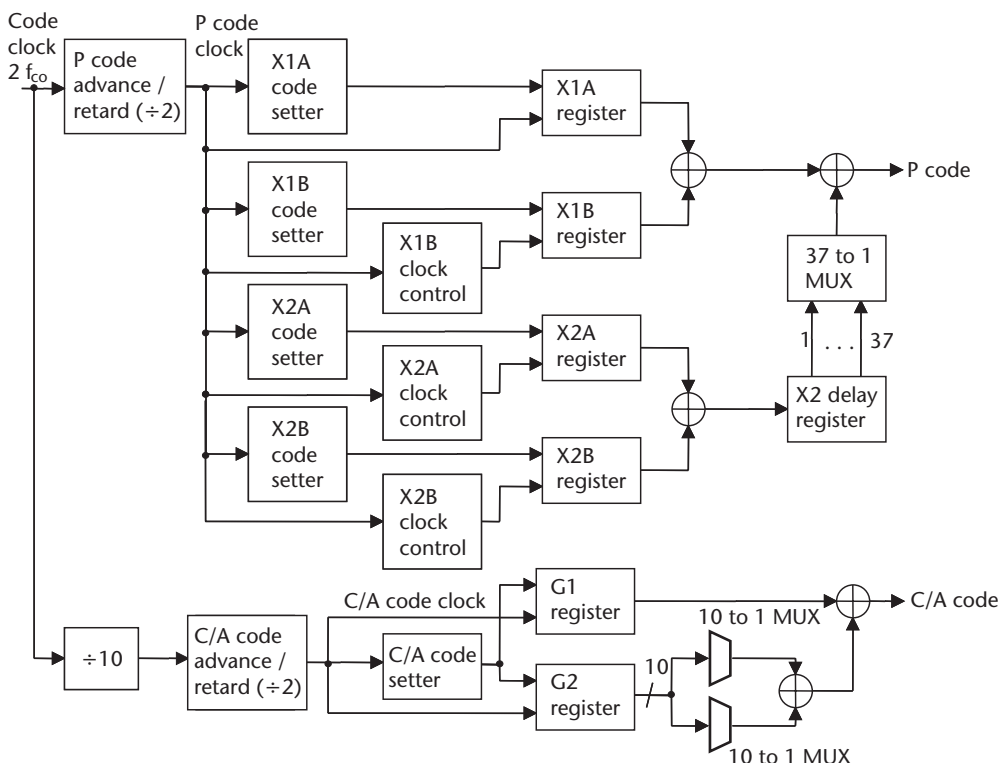 Code
clock
2 fco
P code
advance /
retard (÷2)
P code
clock
X1A
code
setter
X1A
register
X1B
code
setter
X1B
clock
control
X1B
register
P code
37 to 1
MUX
1 . . . 37
X2 delay
register
X2A
code
setter
X2A
clock
control
X2A
register
X2B
code
setter
X2B
clock
control
X2B
register
÷10
C/A code
advance /
retard (÷2)
C/A code clock
C/A code
setter
G1
register
G2
register
10
10 to 1 MUX
10 to 1 MUX
C/A code